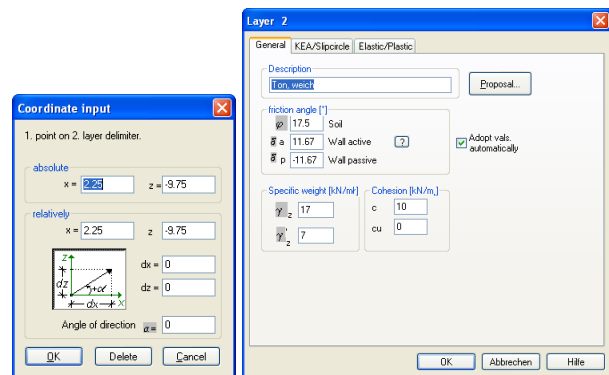 Coordinate input
1. point on 2. layer delimiter.
absolute
x = 2.25 z = -9.75
relatively
x = 2.25 z -9.75
z
dz
γ+α
dx
x
dx = 0
dz = 0
Angle of direction α = 0
OK Delete Cancel
Layer 2
General KEA/Slipcircle Elastic/Plastic
Description
Ton, weich
Proposal...
friction angle [°]
φ 17.5 Soil
δ a 11.67 Wall active ?
δ p -11.67 Wall passive
Adopt vals.
automatically
Specific weight [kN/m³]
γ z 17
γ' z 7
Cohesion [kN/m,]
c 10
cu 0
OK Abbrechen Hilfe